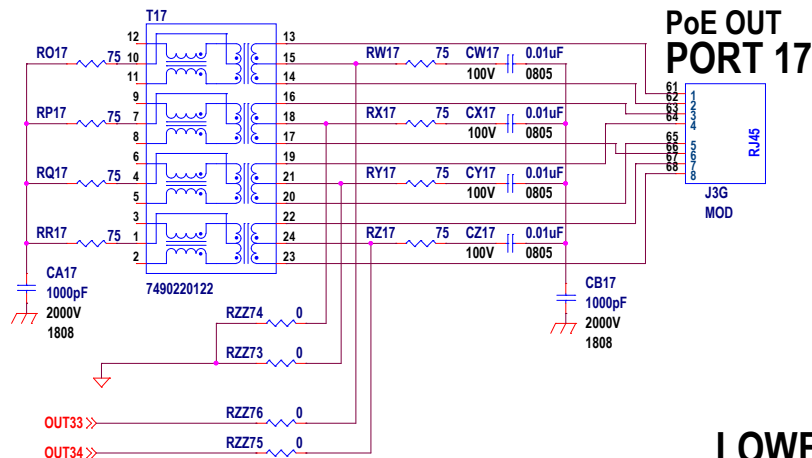 T17
PoE OUT
PORT 17
12
13
RO17 75
10
15
RW17 75 CW17 0.01uF
100V 0805
11
14
9
16
RP17 75
7
18
RX17 75 CX17 0.01uF
100V 0805
8
17
6
19
RQ17 75
4
21
RY17 75 CY17 0.01uF
100V 0805
5
20
3
22
RR17 75
1
24
RZ17 75 CZ17 0.01uF
100V 0805
2
23
61
62
63
64
65
66
67
68
1
2
3
4
5
6
7
8
RJ45
J3G
MOD
CA17
1000pF
2000V
1808
7490220122
CB17
1000pF
2000V
1808
RZZ74 0
RZZ73 0
RZZ76 0
OUT33
RZZ75 0
OUT34